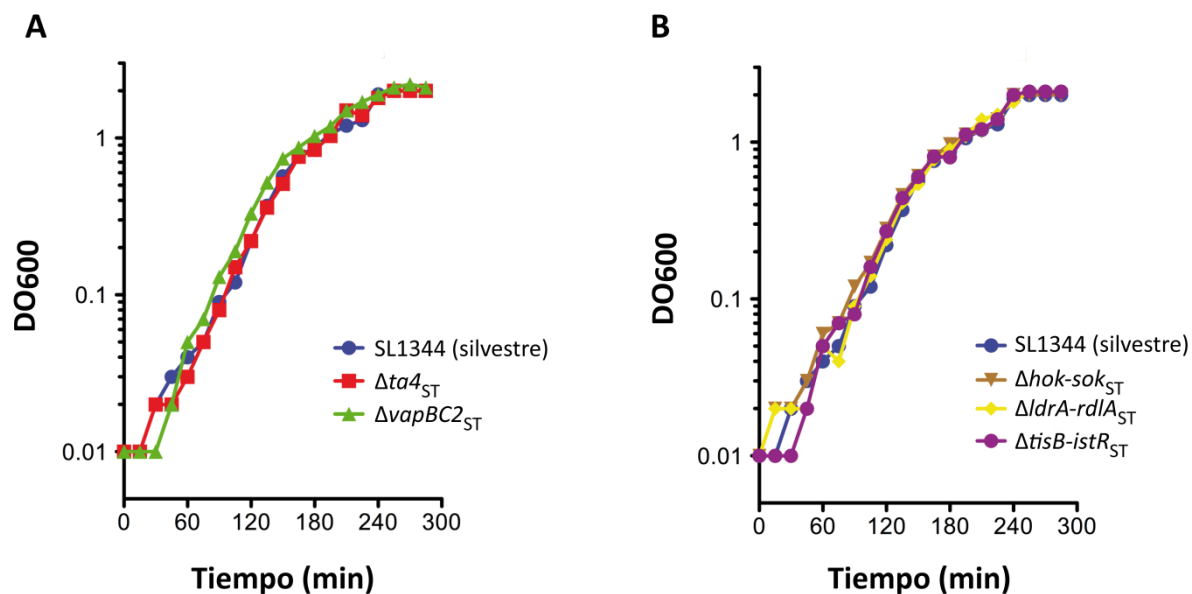 A
DO600
1
0.1
0.01
0 60 120 180 240 300
Tiempo (min)
SL1344 (silvestre)
Δta4ST
ΔvapBC2ST
B
DO600
1
0.1
0.01
0 60 120 180 240 300
Tiempo (min)
SL1344 (silvestre)
Δhok-sokST
ΔldrA-rdlAST
ΔtisB-istRST